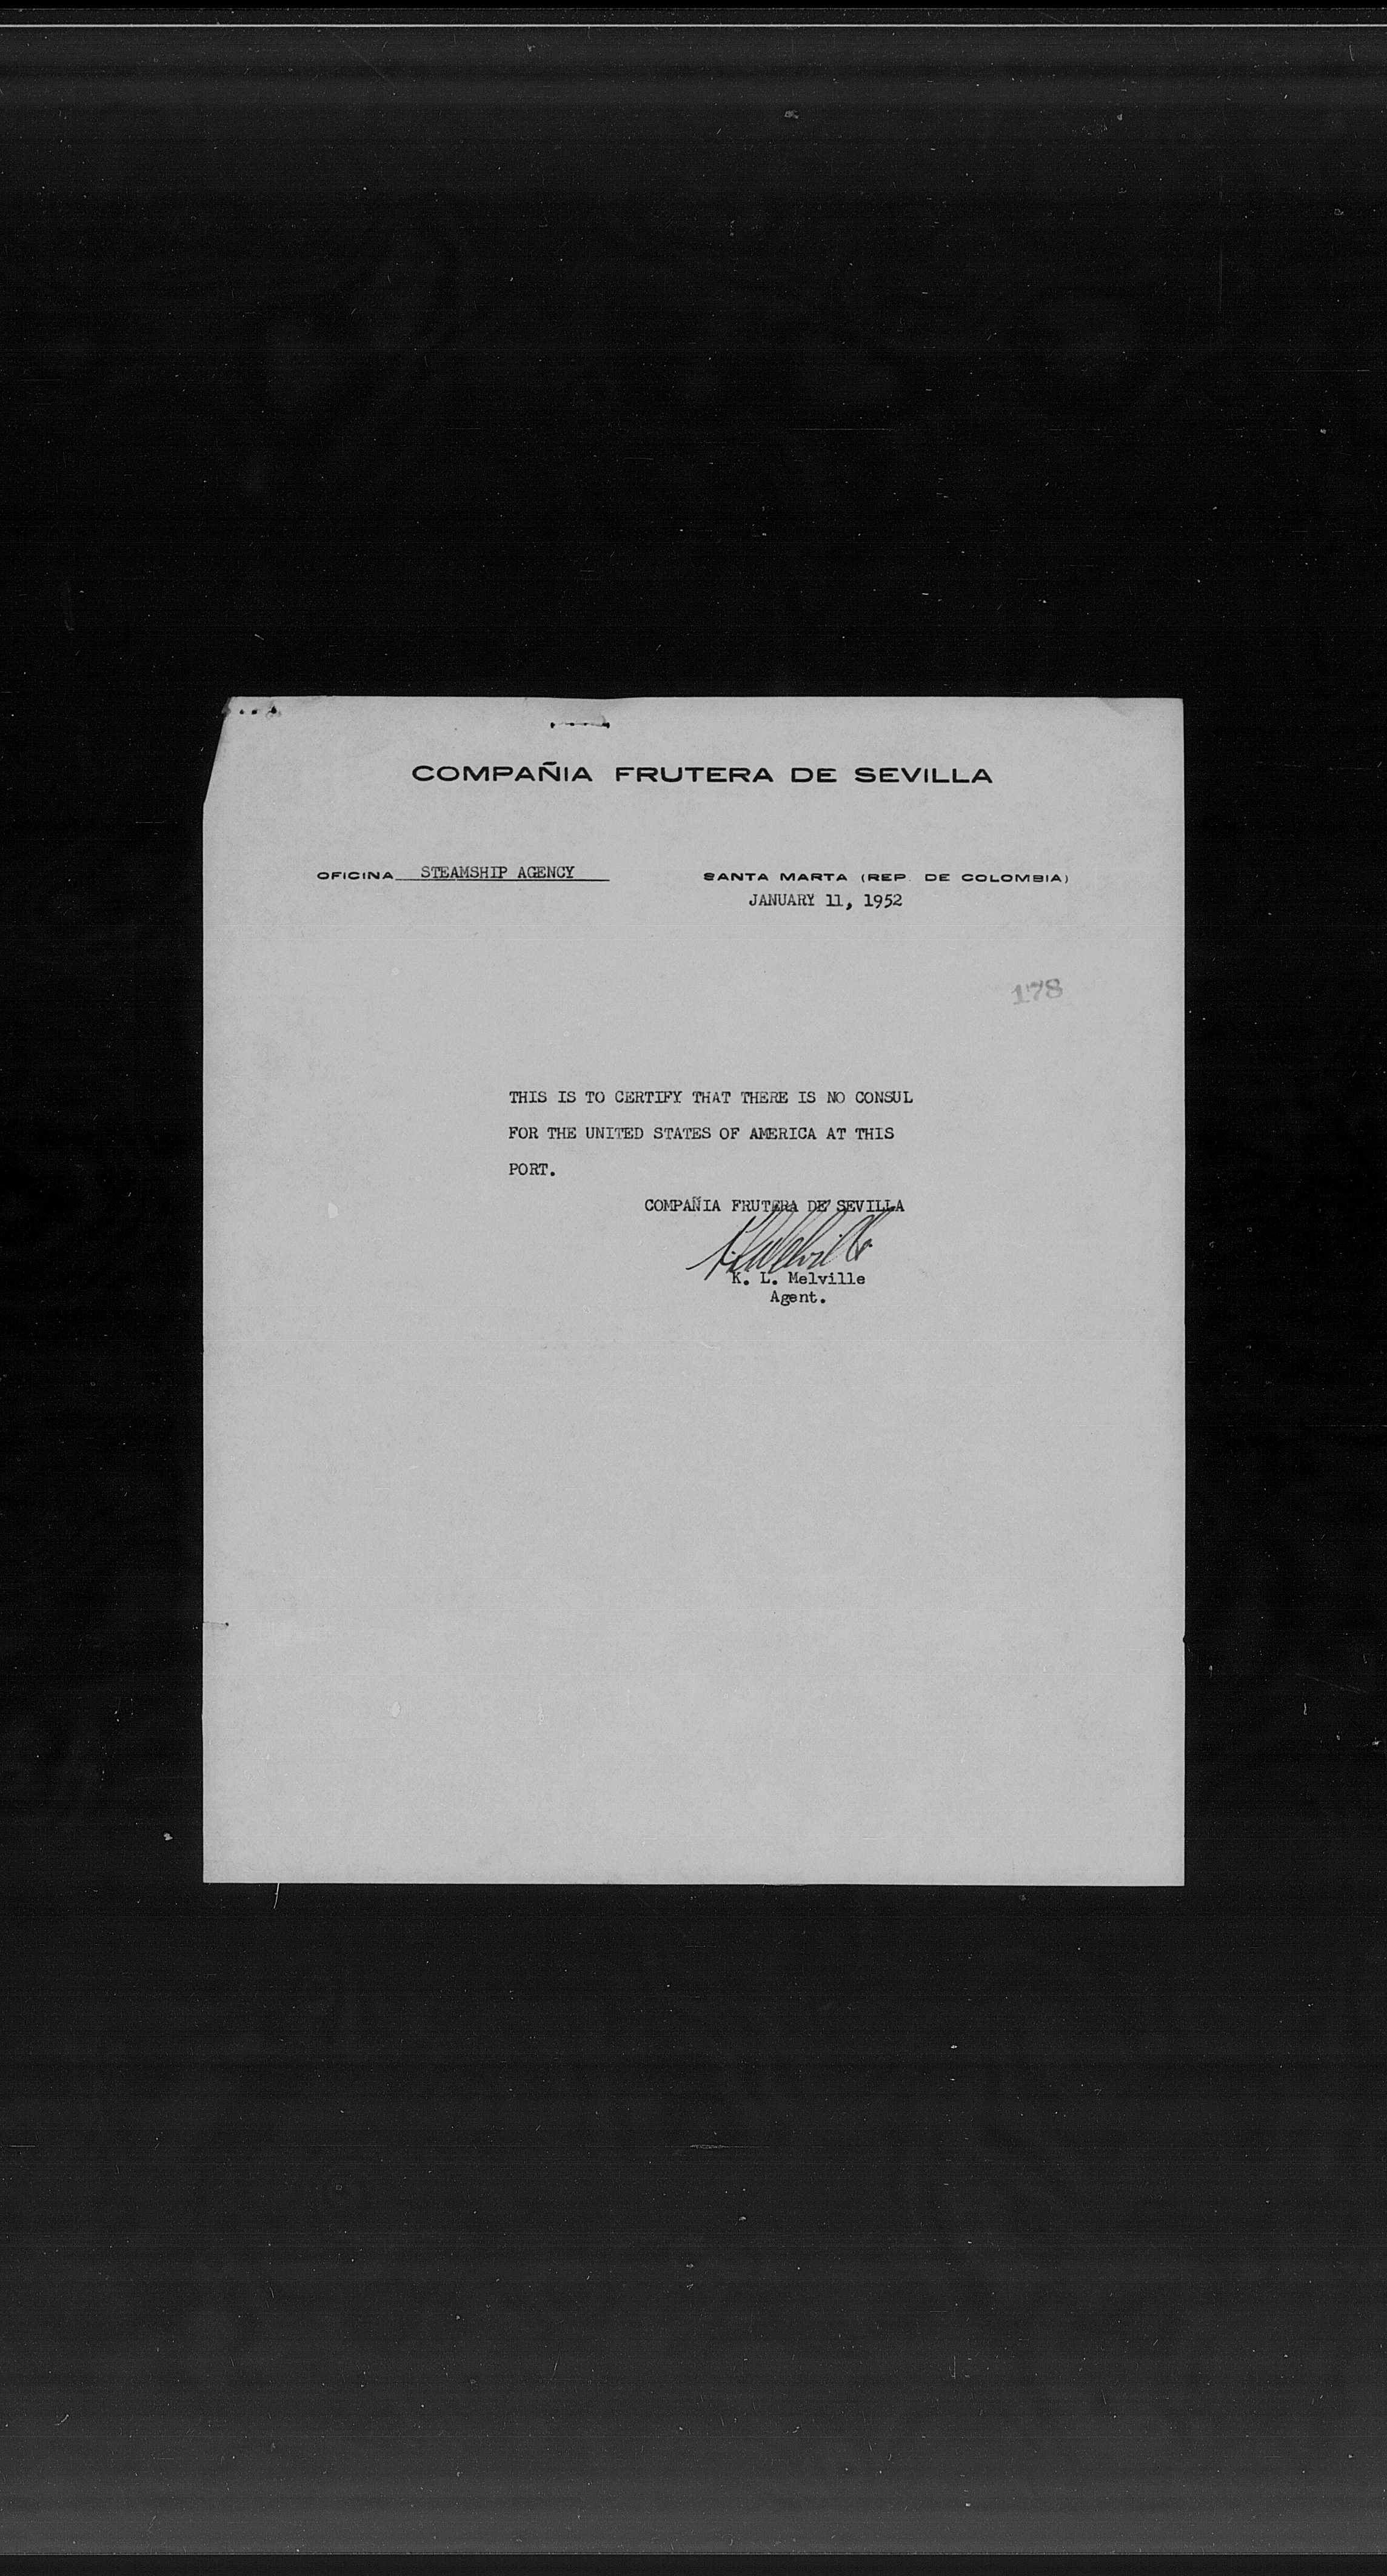 COMPAÑIA FRUTERA DE SEVILLA
OFICINA STEAMSHIP AGENCY
SANTA MARTA (REP. DE COLOMBIA)
JANUARY 11, 1952
178
THIS IS TO CERTIFY THAT THERE IS NO CONSUL
FOR THE UNITED STATES OF AMERICA AT THIS
PORT.
COMPAÑIA FRUTERA DE SEVILLA
K. L. Melville
Agent.